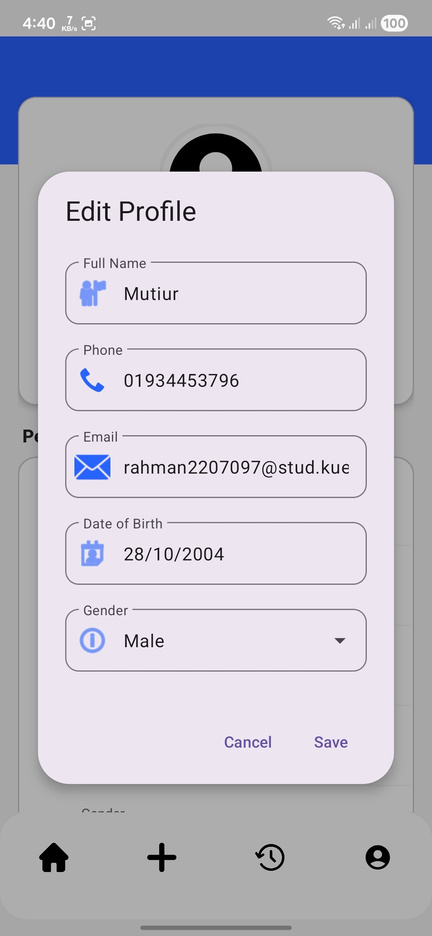 4:40
7
KB/s
100
Edit Profile
Full Name
Mutiur
Phone
01934453796
Email
rahman2207097@stud.kue
Date of Birth
28/10/2004
Gender
Male
Cancel
Save